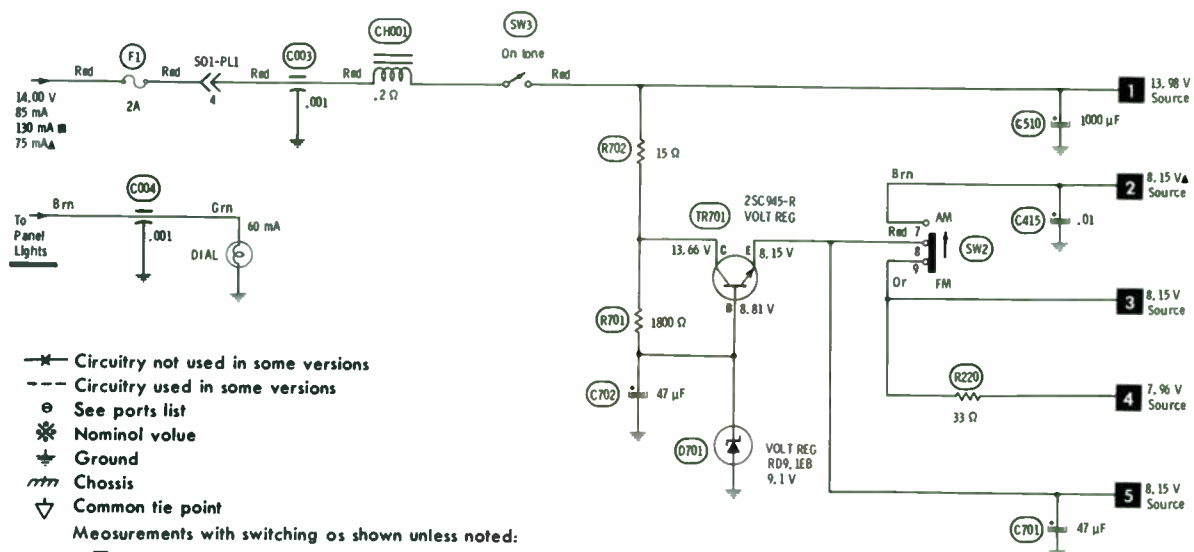 F1
SO1-PL1
C003
CH001
SW3
On tone
Red
Red
Red
Red
Red
2A
4
.001
.2 Ω
14.00 V
85 mA
130 mA ■
75 mA▲
1
13.98 V
Source
C510
1000 µF
R702
15 Ω
C004
Brn
Grn
To
Panel
Lights
.001
60 mA
DIAL
2SC945-R
VOLT REG
TR701
13.66 V
C
E
8.15 V
B
8.81 V
Brn
2
8.15 V▲
Source
C415
.01
AM
Red
7
8
9
SW2
Or
FM
3
8.15 V
Source
R701
1800 Ω
R220
33 Ω
4
7.96 V
Source
C702
47 µF
D701
VOLT REG
RD9.1EB
9.1 V
5
8.15 V
Source
C701
47 µF
Circuitry not used in some versions
Circuitry used in some versions
See ports list
Nominol volue
Ground
Chossis
Common tie point
Meosurements with switching os shown unless noted: